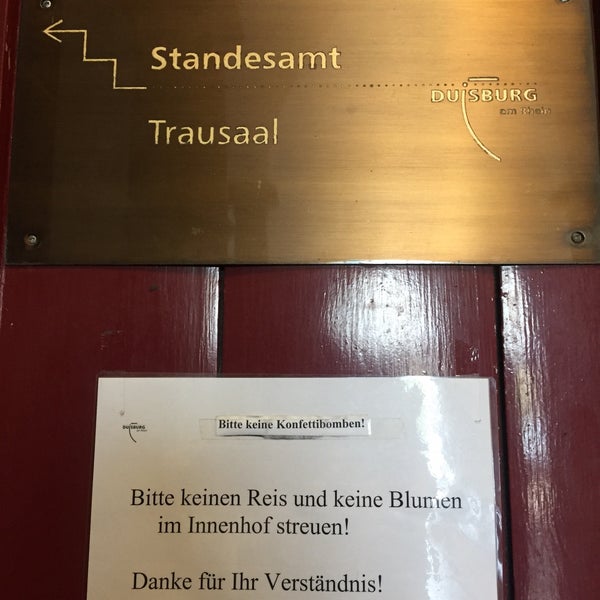 Standesamt
DUISBURG
am Rhein
Trausaal
DUISBURG
Bitte keine Konfettibomben!
Bitte keinen Reis und keine Blumen
im Innenhof streuen!
Danke für Ihr Verständnis!